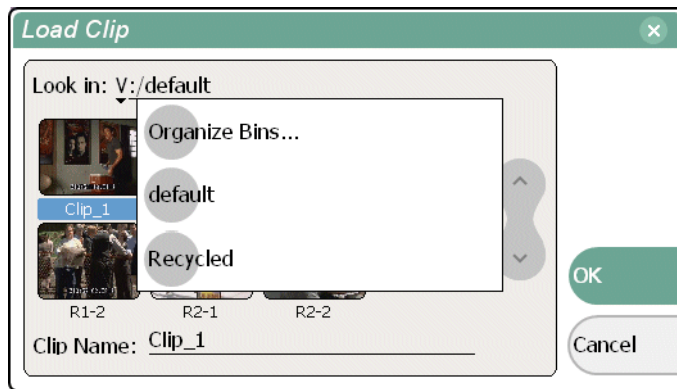 Load Clip
Look in: V:/default
Organize Bins...
default
Recycled
Clip_1
R1-2
R2-1
R2-2
Clip Name: Clip_1
OK
Cancel